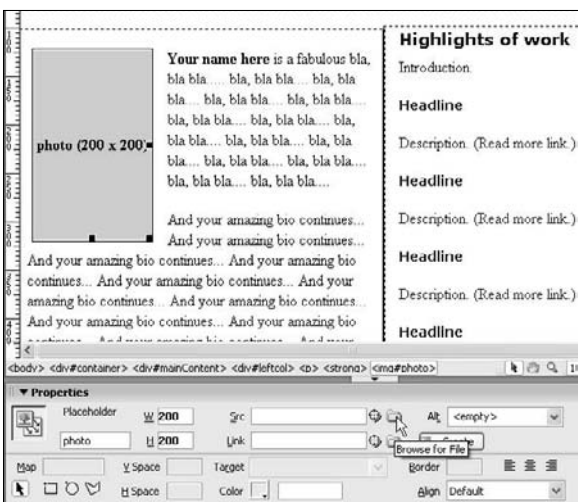 Your name here is a fabulous bla,
bla bla..... bla, bla bla.... bla, bla
bla.... bla, bla bla.... bla, bla bla....
bla, bla bla.... bla, bla bla.... bla,
bla bla.... bla, bla bla.... bla, bla
bla.... bla, bla bla.... bla, bla bla....
bla, bla bla.... bla, bla bla....
photo (200 x 200)
And your amazing bio continues...
And your amazing bio continues...
And your amazing bio continues... And your amazing bio
continues... And your amazing bio continues... And your
amazing bio continues... And your amazing bio continues...
And your amazing bio continues... And your amazing bio
Highlights of work
Introduction.
Headline
Description. (Read more link.)
Headline
Description. (Read more link.)
Headline
Description. (Read more link.)
Headline
<body> <div#container> <div#mainContent> <div#leftcol> <p> <strong> <img#photo>
Properties
Placeholder W 200 Src Alt <empty>
photo H 200 Link Create
Browse for File
Map V Space Target Border
H Space Color Align Default